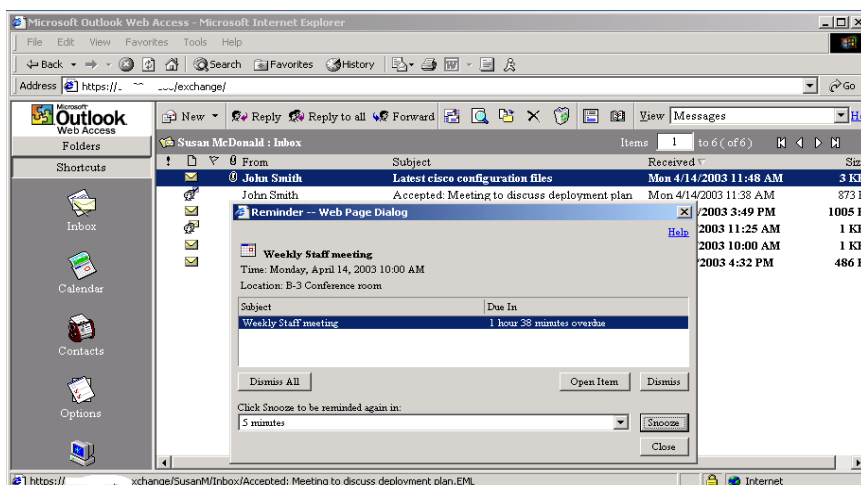 Microsoft Outlook Web Access - Microsoft Internet Explorer
File Edit View Favorites Tools Help
Back Search Favorites History
Address https:// /exchange/ Go
Microsoft Outlook Web Access
New Reply Reply to all Forward View Messages
Folders
Susan McDonald : Inbox Items 1 to 6 ( of 6 )
Shortcuts
! From Subject Received Siz
John Smith Latest cisco configuration files Mon 4/14/2003 11:48 AM 3 K
John Smith Accepted: Meeting to discuss deployment plan Mon 4/14/2003 11:38 AM 873
/2003 3:49 PM 1005
2003 11:25 AM 1 K
2003 10:00 AM 1 K
2003 4:32 PM 486
Inbox
Calendar
Contacts
Options
Reminder -- Web Page Dialog
Help
Weekly Staff meeting
Time: Monday, April 14, 2003 10:00 AM
Location: B-3 Conference room
Subject Due In
Weekly Staff meeting 1 hour 38 minutes overdue
Dismiss All Open Item Dismiss
Click Snooze to be reminded again in:
5 minutes Snooze
Close
https:// xchange/SusanM/Inbox/Accepted: Meeting to discuss deployment plan.EML Internet